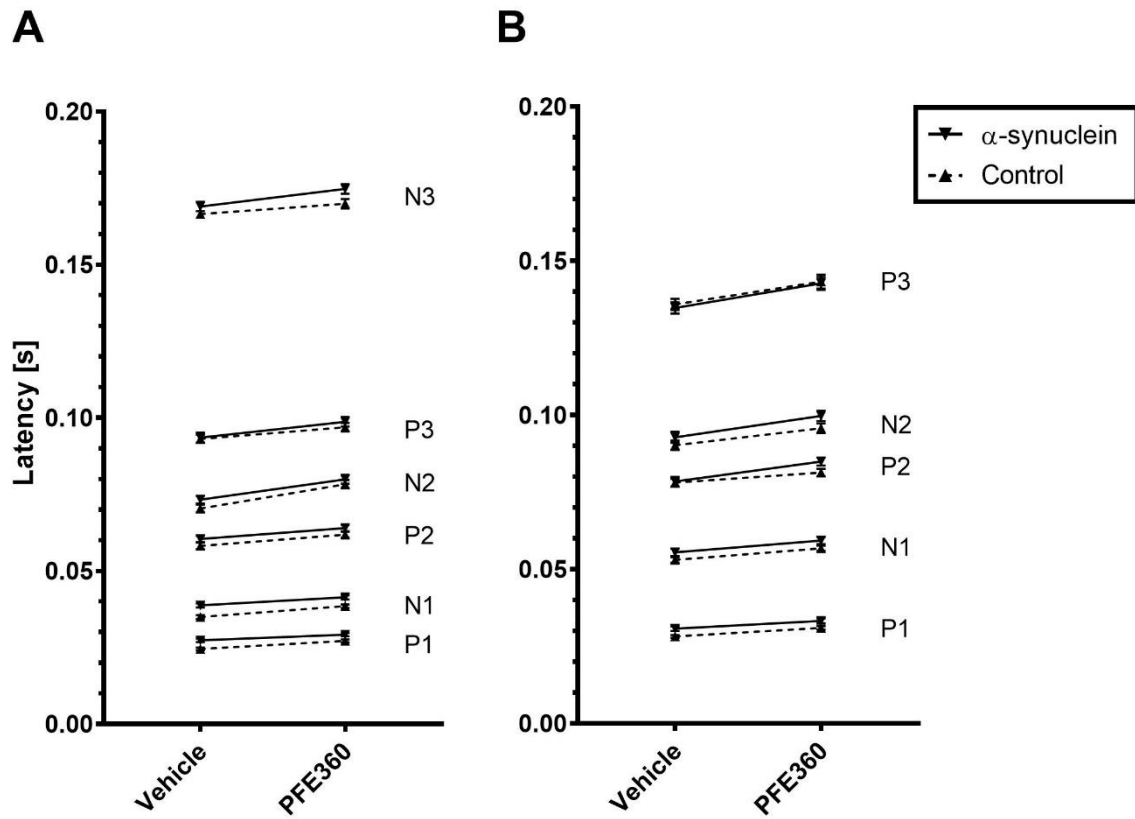 A
B
Latency [s]
0.20
0.15
0.10
0.05
0.00
N3
P3
N2
P2
N1
P1
Vehicle
PFE360
0.20
0.15
0.10
0.05
0.00
P3
N2
P2
N1
P1
Vehicle
PFE360
α-synuclein
Control